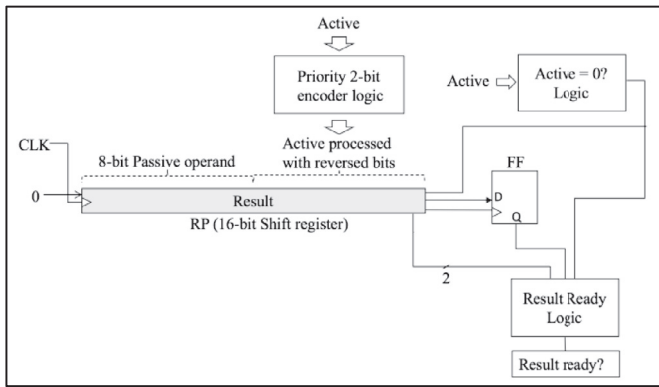 Active
Priority 2-bit
encoder logic
Active
Active = 0?
Logic
CLK
8-bit Passive operand
Active processed
with reversed bits
FF
0
Result
D
Q
RP (16-bit Shift register)
2
Result Ready
Logic
Result ready?